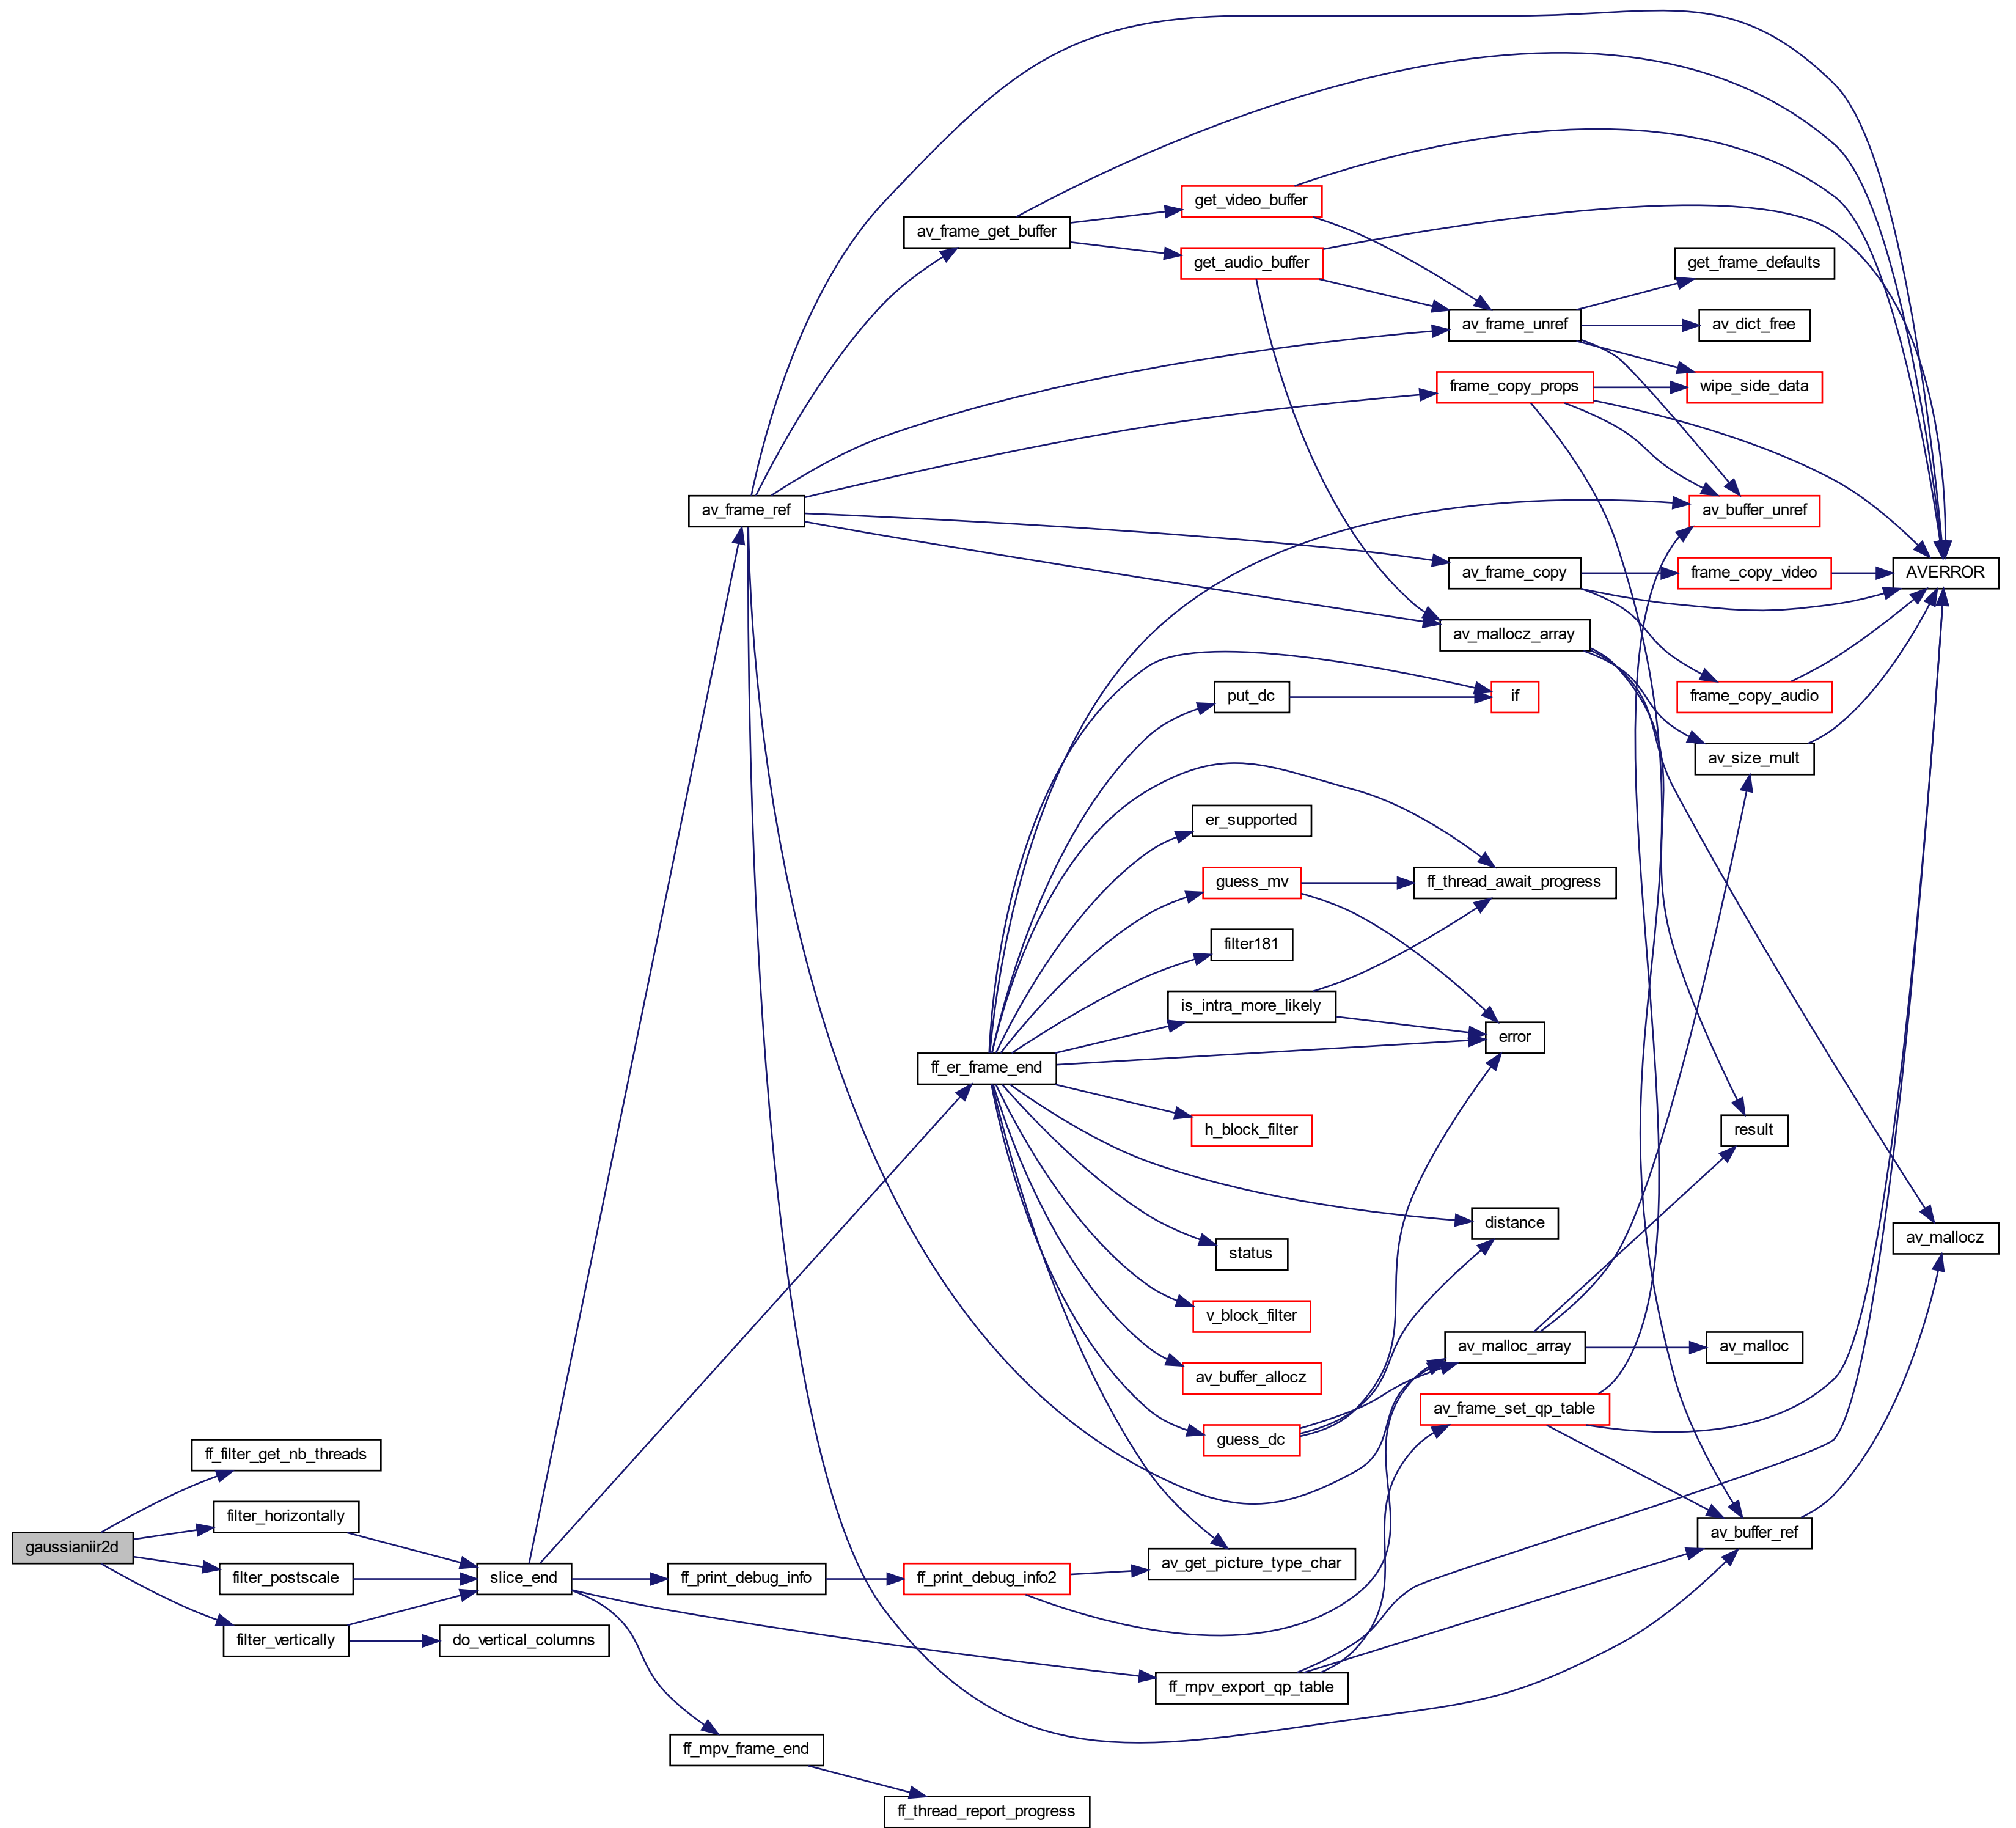 av_frame_get_buffer
get_video_buffer
get_audio_buffer
get_frame_defaults
av_frame_unref
av_dict_free
frame_copy_props
wipe_side_data
av_frame_ref
av_buffer_unref
av_frame_copy
frame_copy_video
AVERROR
av_mallocz_array
put_dc
if
frame_copy_audio
av_size_mult
er_supported
guess_mv
ff_thread_await_progress
filter181
is_intra_more_likely
error
ff_er_frame_end
h_block_filter
result
distance
status
av_mallocz
v_block_filter
av_malloc_array
av_malloc
av_buffer_allocz
av_frame_set_qp_table
guess_dc
ff_filter_get_nb_threads
filter_horizontally
gaussianiir2d
av_buffer_ref
filter_postscale
slice_end
ff_print_debug_info
ff_print_debug_info2
av_get_picture_type_char
filter_vertically
do_vertical_columns
ff_mpv_export_qp_table
ff_mpv_frame_end
ff_thread_report_progress